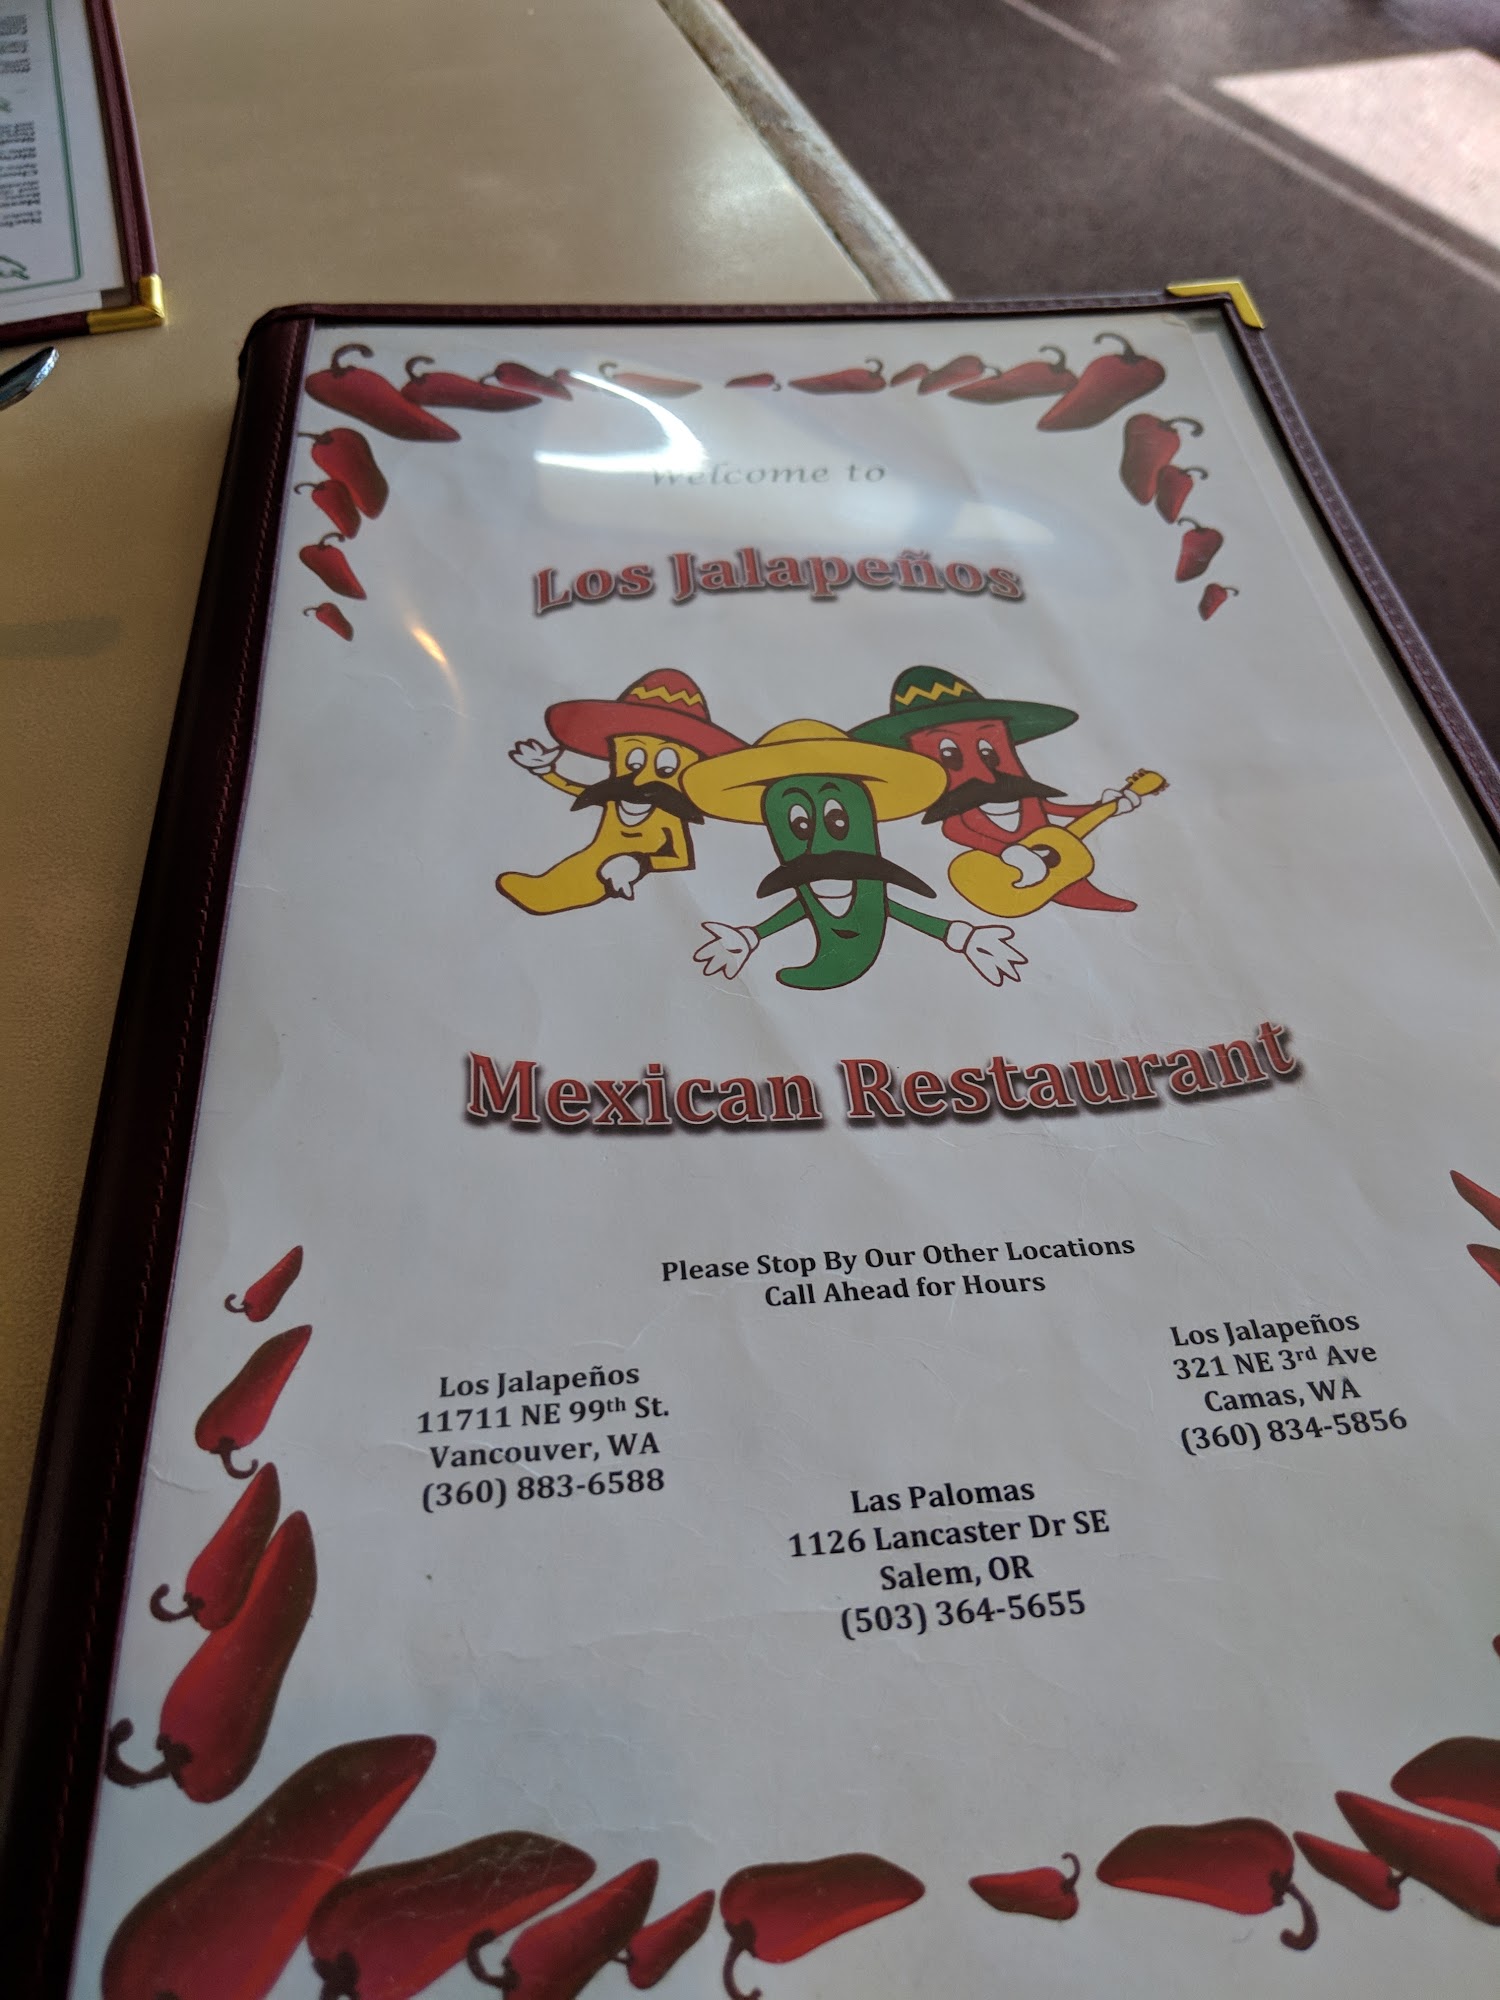 Welcome to
Los Jalapeños
Mexican Restaurant
Please Stop By Our Other Locations
Call Ahead for Hours
Los Jalapeños
11711 NE 99th St.
Vancouver, WA
(360) 883-6588
Las Palomas
1126 Lancaster Dr SE
Salem, OR
(503) 364-5655
Los Jalapeños
321 NE 3rd Ave
Camas, WA
(360) 834-5856